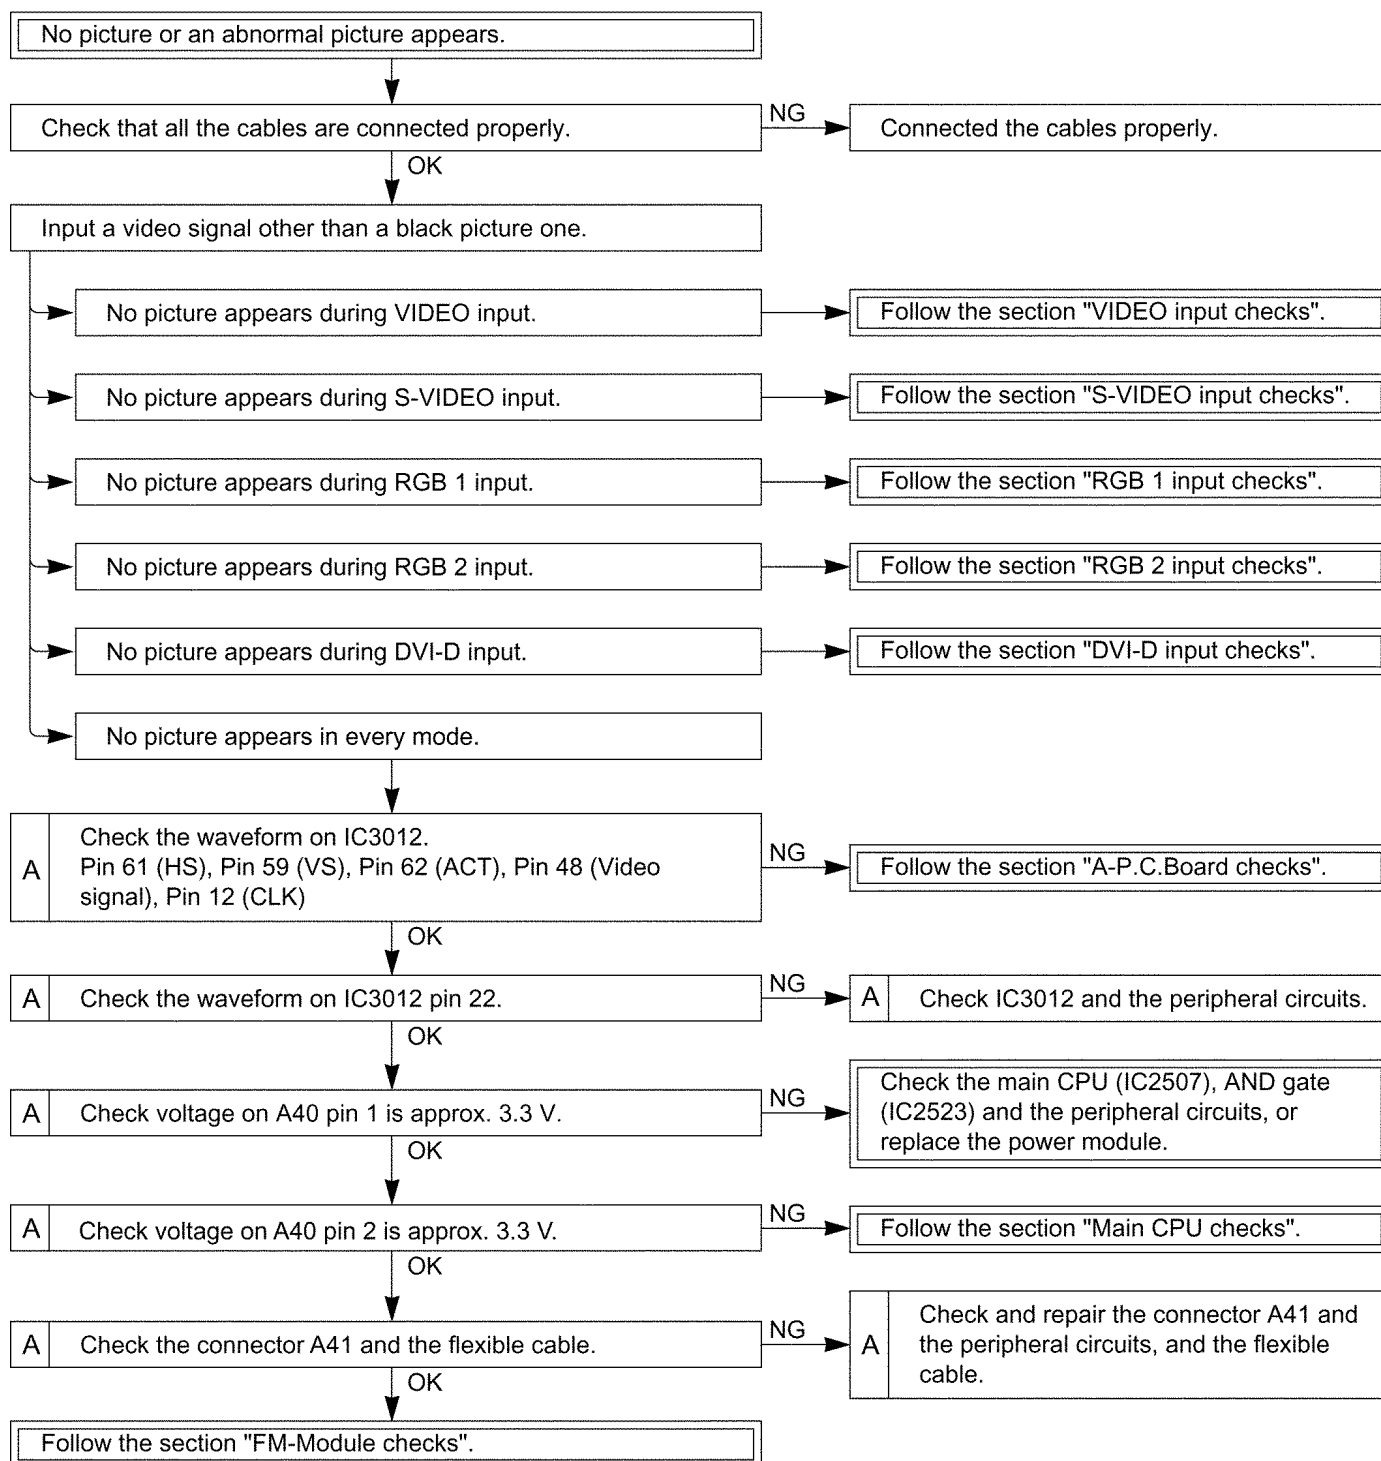 No picture or an abnormal picture appears.
Check that all the cables are connected properly.
NG
Connected the cables properly.
OK
Input a video signal other than a black picture one.
No picture appears during VIDEO input.
Follow the section "VIDEO input checks".
No picture appears during S-VIDEO input.
Follow the section "S-VIDEO input checks".
No picture appears during RGB 1 input.
Follow the section "RGB 1 input checks".
No picture appears during RGB 2 input.
Follow the section "RGB 2 input checks".
No picture appears during DVI-D input.
Follow the section "DVI-D input checks".
No picture appears in every mode.
A
Check the waveform on IC3012.
Pin 61 (HS), Pin 59 (VS), Pin 62 (ACT), Pin 48 (Video
signal), Pin 12 (CLK)
NG
Follow the section "A-P.C.Board checks".
OK
A
Check the waveform on IC3012 pin 22.
NG
A
Check IC3012 and the peripheral circuits.
OK
A
Check voltage on A40 pin 1 is approx. 3.3 V.
NG
Check the main CPU (IC2507), AND gate
(IC2523) and the peripheral circuits, or
replace the power module.
OK
A
Check voltage on A40 pin 2 is approx. 3.3 V.
NG
Follow the section "Main CPU checks".
OK
A
Check the connector A41 and the flexible cable.
NG
A
Check and repair the connector A41 and
the peripheral circuits, and the flexible
cable.
OK
Follow the section "FM-Module checks".